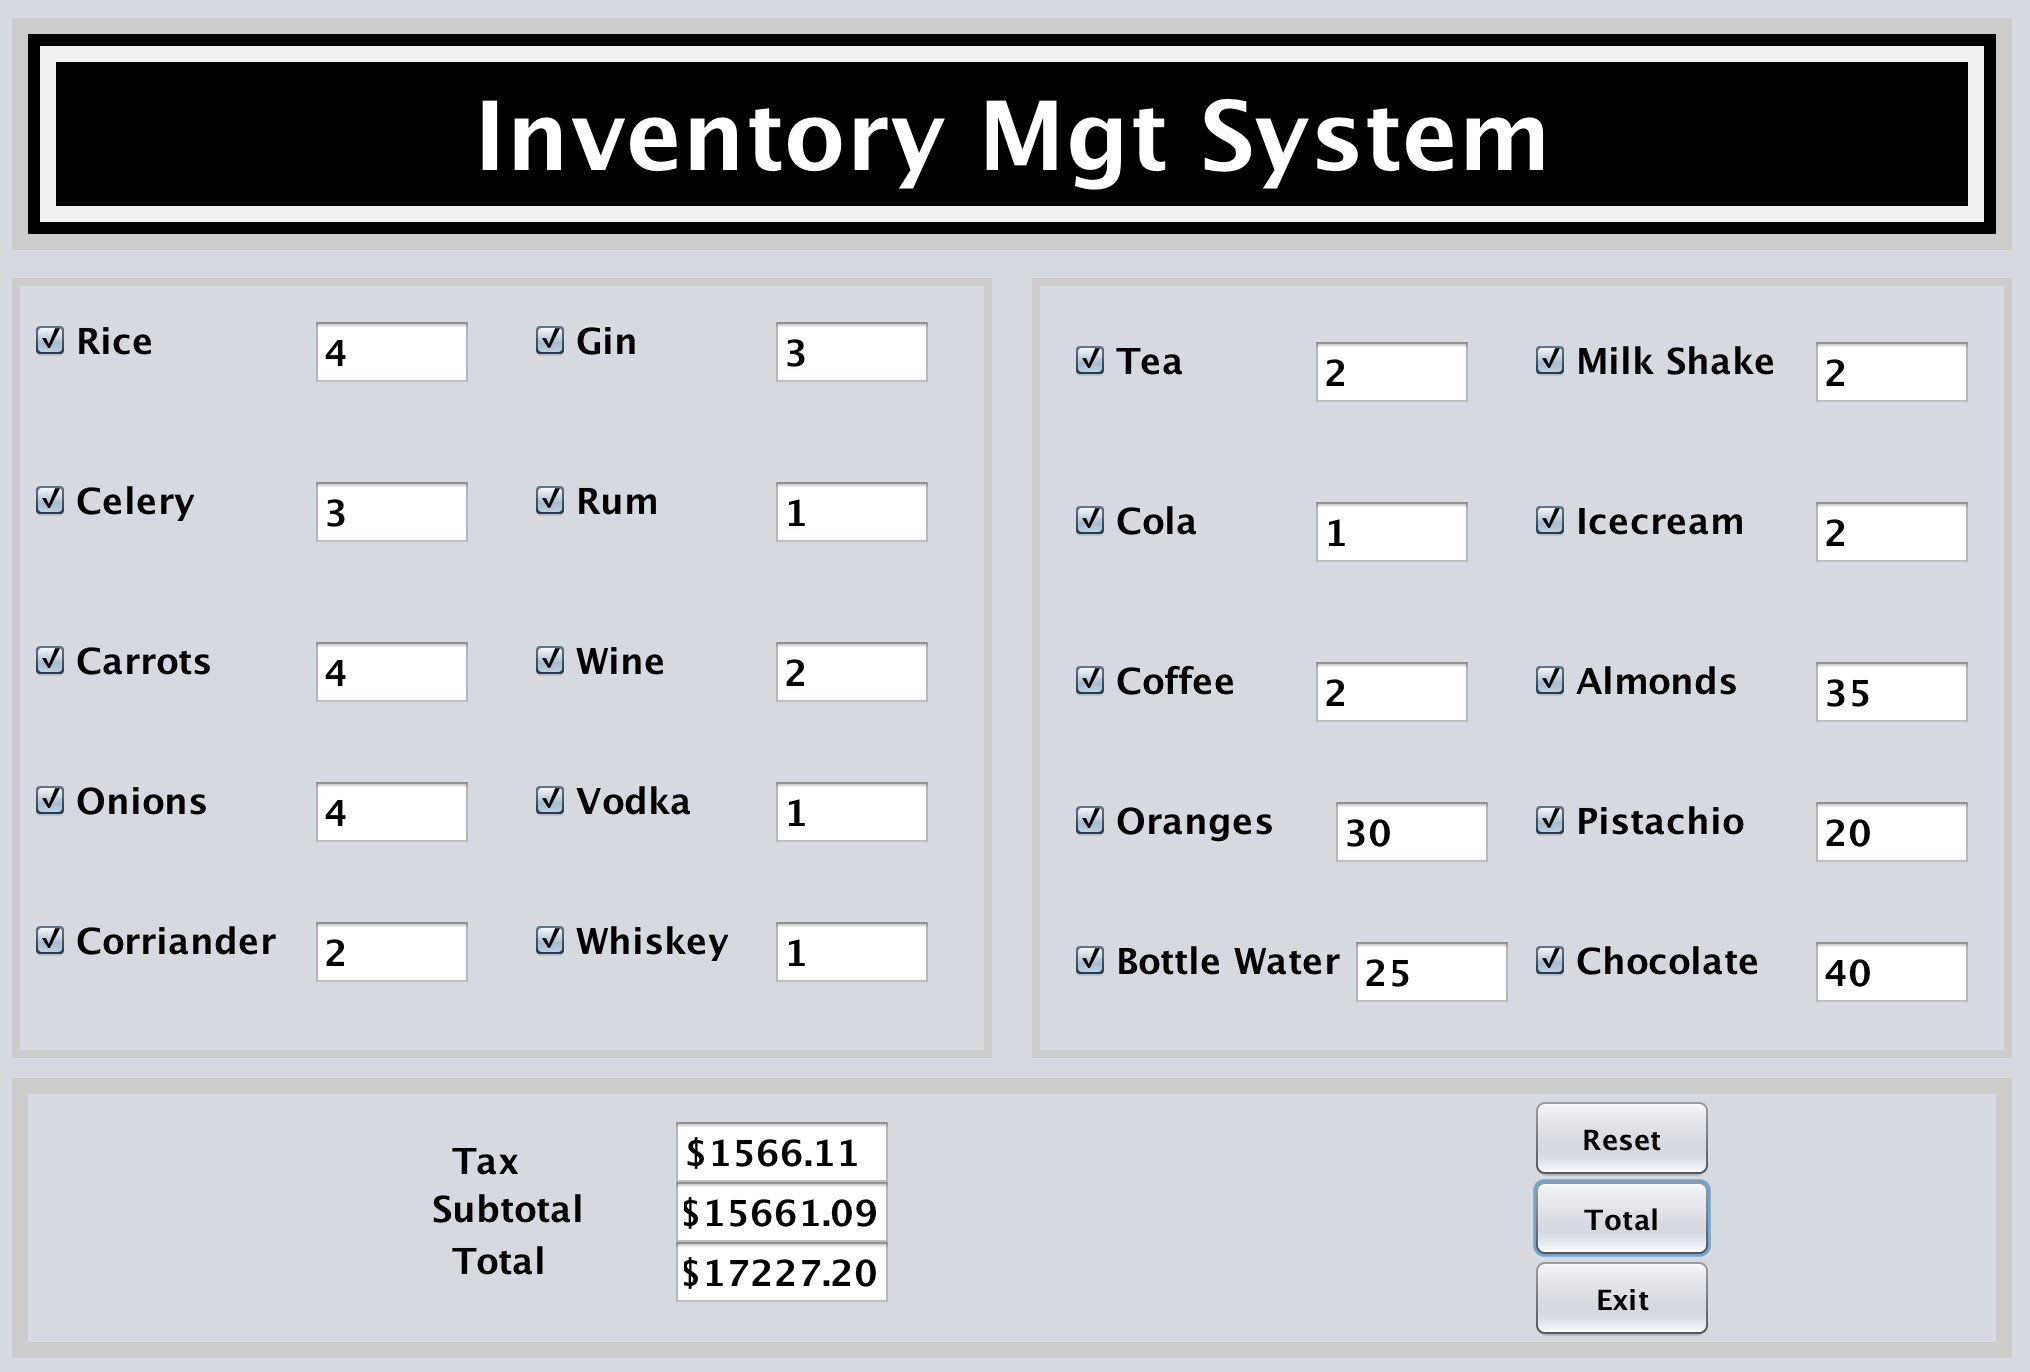 Inventory Mgt System
Rice 4 Gin 3
Celery 3 Rum 1
Carrots 4 Wine 2
Onions 4 Vodka 1
Corriander 2 Whiskey 1
Tea 2 Milk Shake 2
Cola 1 Icecream 2
Coffee 2 Almonds 35
Oranges 30 Pistachio 20
Bottle Water 25 Chocolate 40
Tax $1566.11
Subtotal $15661.09
Total $17227.20
Reset
Total
Exit